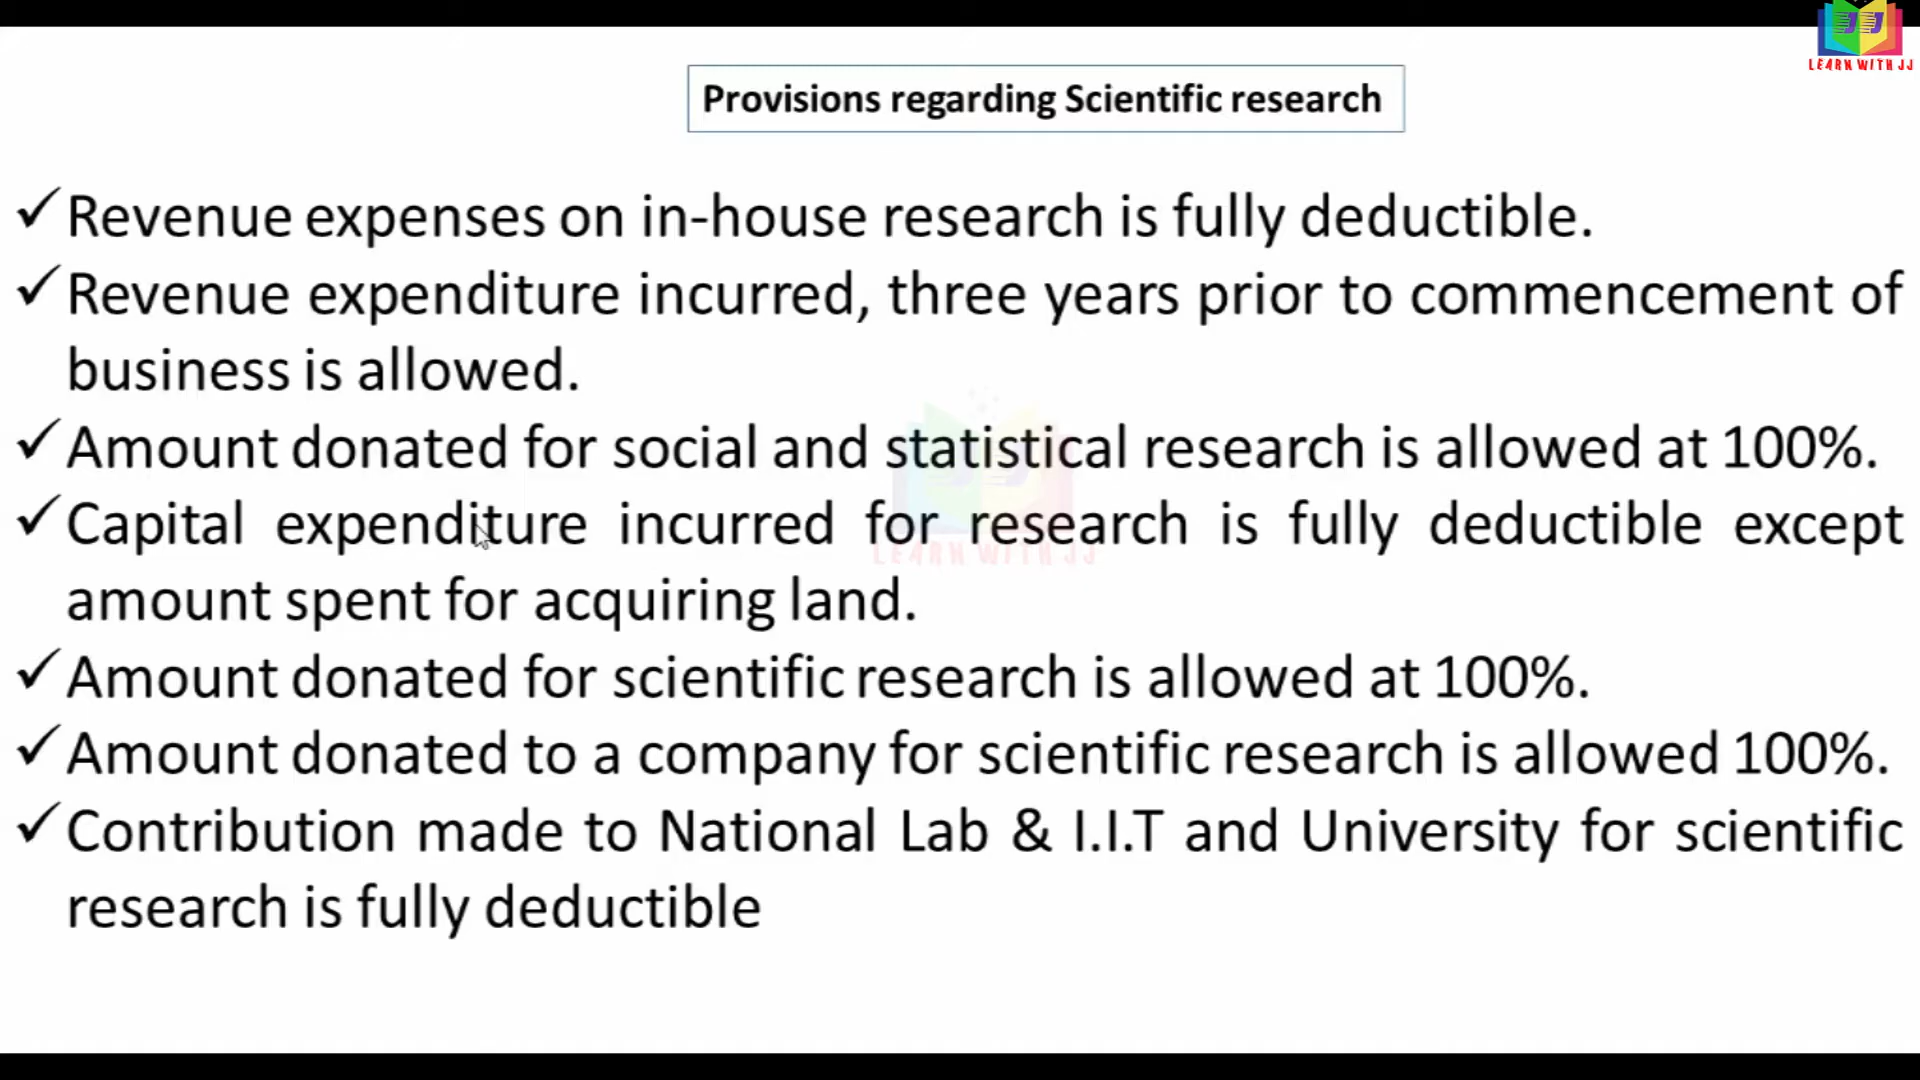 LEARN WITH JJ
Provisions regarding Scientific research
✓Revenue expenses on in-house research is fully deductible.
✓Revenue expenditure incurred, three years prior to commencement of
business is allowed.
✓Amount donated for social and statistical research is allowed at 100%.
✓Capital expenditure incurred for research is fully deductible except
amount spent for acquiring land.
LEARN WITH JJ
✓Amount donated for scientific research is allowed at 100%.
✓Amount donated to a company for scientific research is allowed 100%.
✓Contribution made to National Lab & I.I.T and University for scientific
research is fully deductible